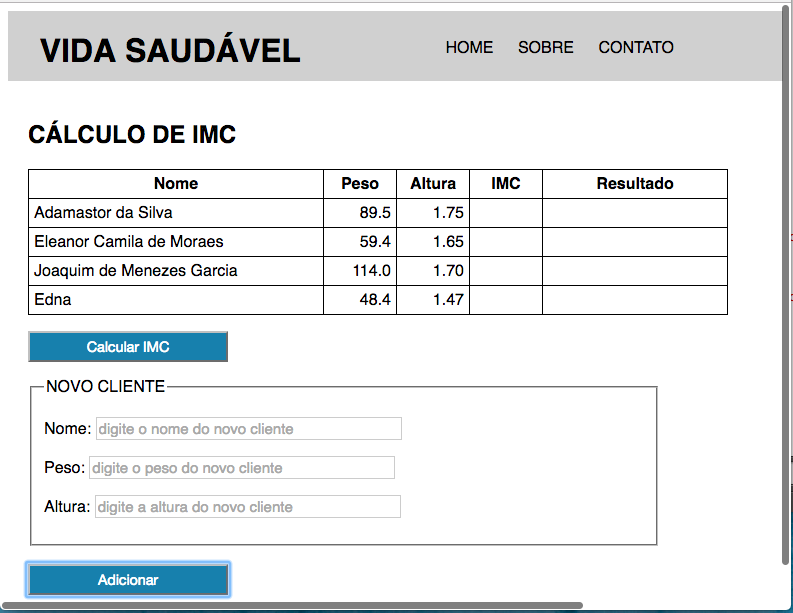 VIDA SAUDÁVEL HOME SOBRE CONTATO
CÁLCULO DE IMC
Nome Peso Altura IMC Resultado
Adamastor da Silva 89.5 1.75
Eleanor Camila de Moraes 59.4 1.65
Joaquim de Menezes Garcia 114.0 1.70
Edna 48.4 1.47
Calcular IMC
NOVO CLIENTE
Nome: digite o nome do novo cliente
Peso: digite o peso do novo cliente
Altura: digite a altura do novo cliente
Adicionar